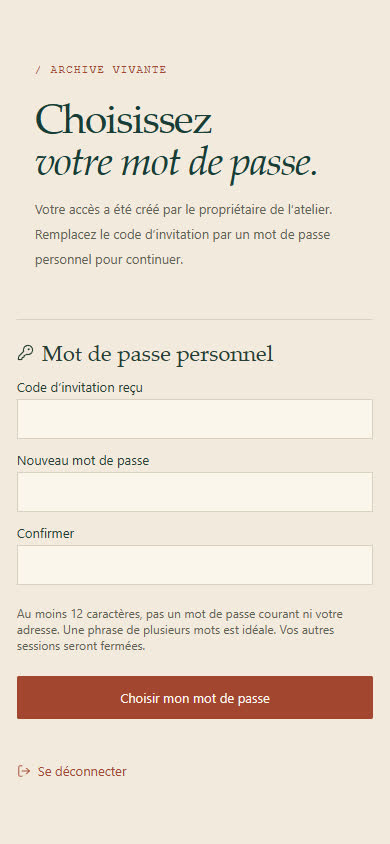 / ARCHIVE VIVANTE
Choisissez
votre mot de passe.
Votre accès a été créé par le propriétaire de l'atelier.
Remplacez le code d'invitation par un mot de passe
personnel pour continuer.
Mot de passe personnel
Code d'invitation reçu
Nouveau mot de passe
Confirmer
Au moins 12 caractères, pas un mot de passe courant ni votre
adresse. Une phrase de plusieurs mots est idéale. Vos autres
sessions seront fermées.
Choisir mon mot de passe
Se déconnecter